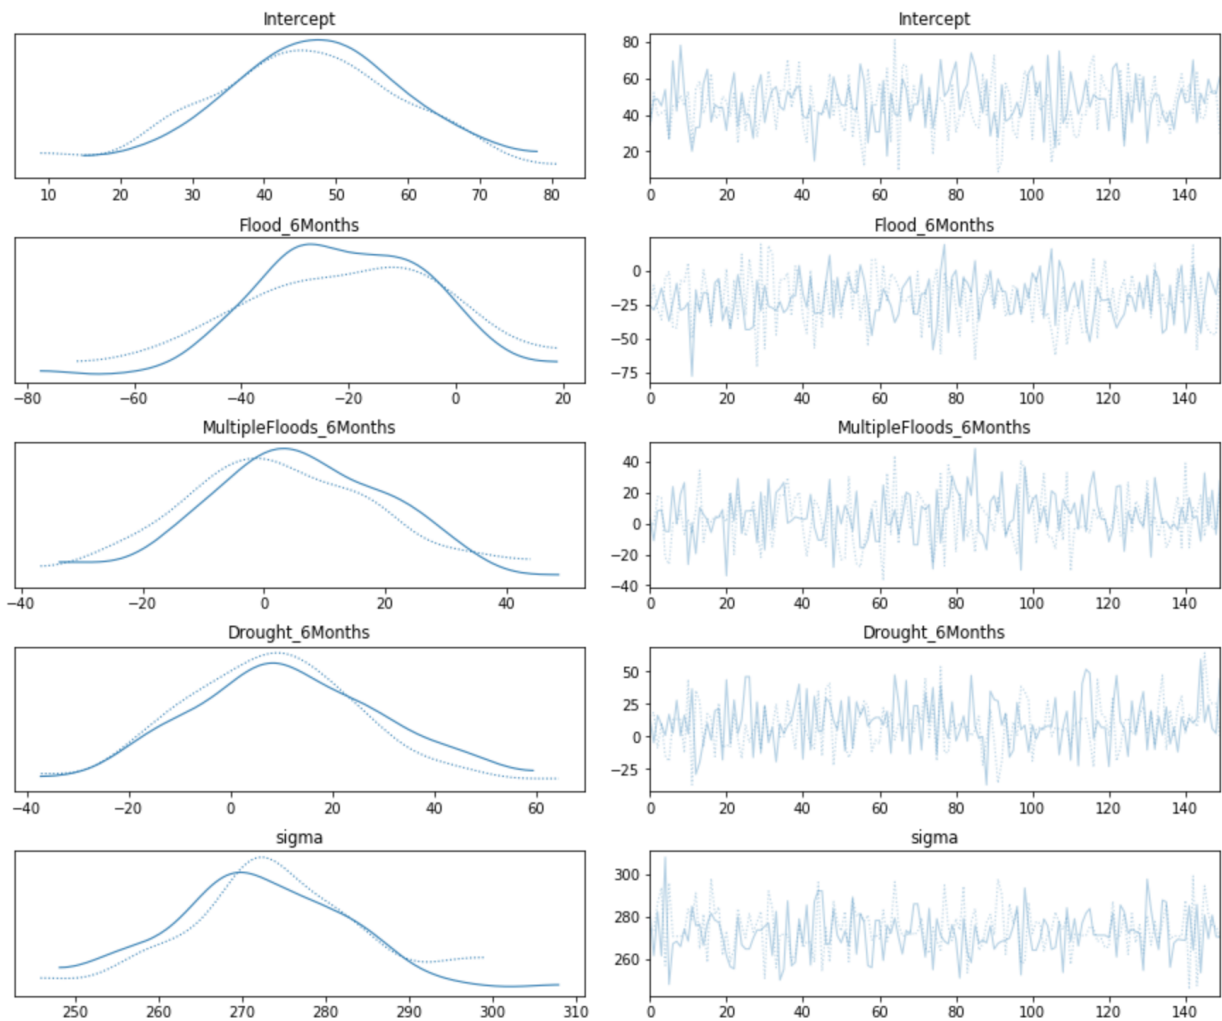 Intercept
Intercept
80
60
40
20
10 20 30 40 50 60 70 80
0 20 40 60 80 100 120 140
Flood_6Months
Flood_6Months
0
−25
−50
−75
−80 −60 −40 −20 0 20
0 20 40 60 80 100 120 140
MultipleFloods_6Months
MultipleFloods_6Months
40
20
0
−20
−40
−40 −20 0 20 40
0 20 40 60 80 100 120 140
Drought_6Months
Drought_6Months
50
25
0
−25
−40 −20 0 20 40 60
0 20 40 60 80 100 120 140
sigma
sigma
300
280
260
250 260 270 280 290 300 310
0 20 40 60 80 100 120 140